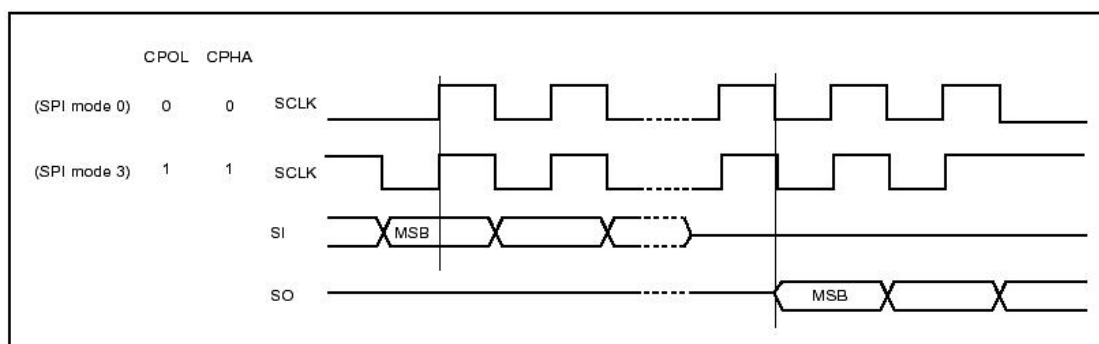 CPOL CPHA
(SPI mode 0) 0 0 SCLK
(SPI mode 3) 1 1 SCLK
SI MSB
SO MSB